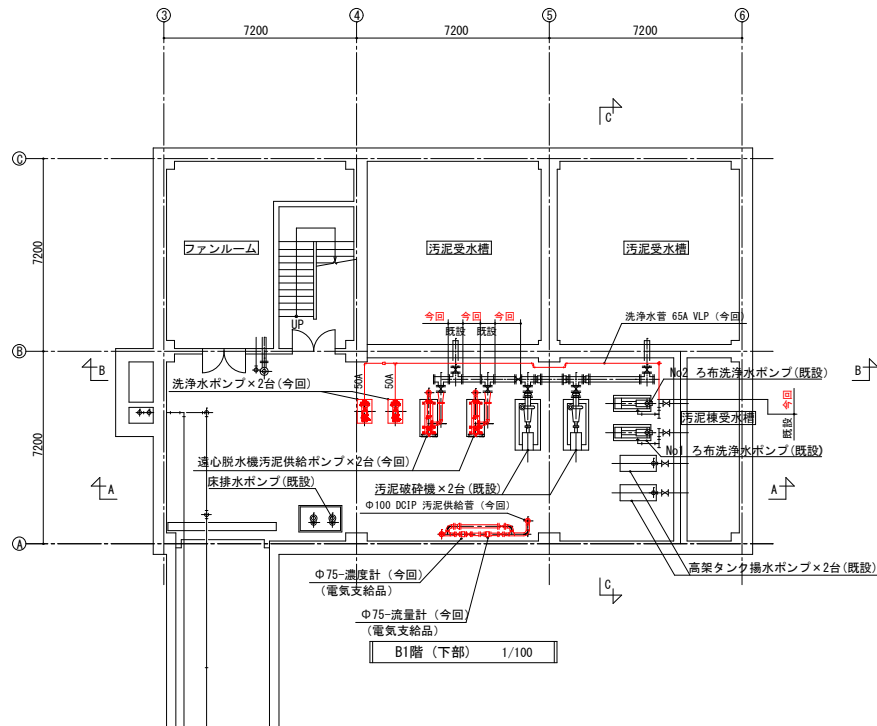 3
4
5
6
7200
7200
7200
C
C
7200
ファンルーム
汚泥受水槽
汚泥受水槽
今回
今回
今回
既設
既設
洗浄水菅 65A VLP (今回)
UP
B
B
B
No2 ろ布洗浄水ポンプ(既設)
洗浄水ポンプ×2台(今回)
50A
50A
今回
既設
汚泥棟受水槽
7200
No1 ろ布洗浄水ポンプ(既設)
遠心脱水機汚泥供給ポンプ×2台(今回)
床排水ポンプ(既設)
汚泥破砕機×2台(既設)
A
A
Φ100 DCIP 汚泥供給菅 (今回)
A
高架タンク揚水ポンプ×2台(既設)
Φ75-濃度計 (今回)
(電気支給品)
C
Φ75-流量計 (今回)
(電気支給品)
B1階 (下部) 1/100